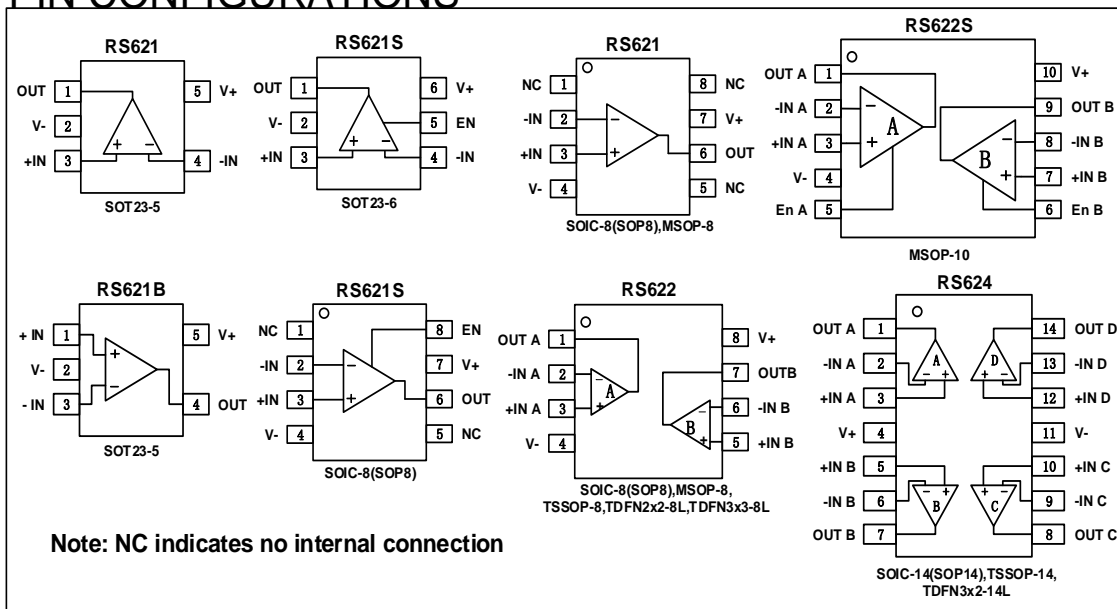 PIN CONFIGURATIONS
RS621
OUT 1
V- 2
+IN 3
5 V+
4 -IN
+ -
SOT23-5
RS621S
OUT 1
V- 2
+IN 3
6 V+
5 EN
4 -IN
+ -
SOT23-6
RS621
NC 1
-IN 2
+IN 3
V- 4
8 NC
7 V+
6 OUT
5 NC
- +
SOIC-8(SOP8),MSOP-8
RS622S
OUT A 1
-IN A 2
+IN A 3
V- 4
En A 5
10 V+
9 OUT B
8 -IN B
7 +IN B
6 En B
- A +
B - +
MSOP-10
RS621B
+ IN 1
V- 2
- IN 3
5 V+
4 OUT
+ -
SOT23-5
RS621S
NC 1
-IN 2
+IN 3
V- 4
8 EN
7 V+
6 OUT
5 NC
- +
SOIC-8(SOP8)
RS622
OUT A 1
-IN A 2
+IN A 3
V- 4
8 V+
7 OUTB
6 -IN B
5 +IN B
- A +
B - +
SOIC-8(SOP8),MSOP-8,
TSSOP-8,TDFN2x2-8L,TDFN3x3-8L
RS624
OUT A 1
-IN A 2
+IN A 3
V+ 4
+IN B 5
-IN B 6
OUT B 7
14 OUT D
13 -IN D
12 +IN D
11 V-
10 +IN C
9 -IN C
8 OUT C
A - +
D + -
- + B
+ - C
SOIC-14(SOP14),TSSOP-14,
TDFN3x2-14L
Note: NC indicates no internal connection